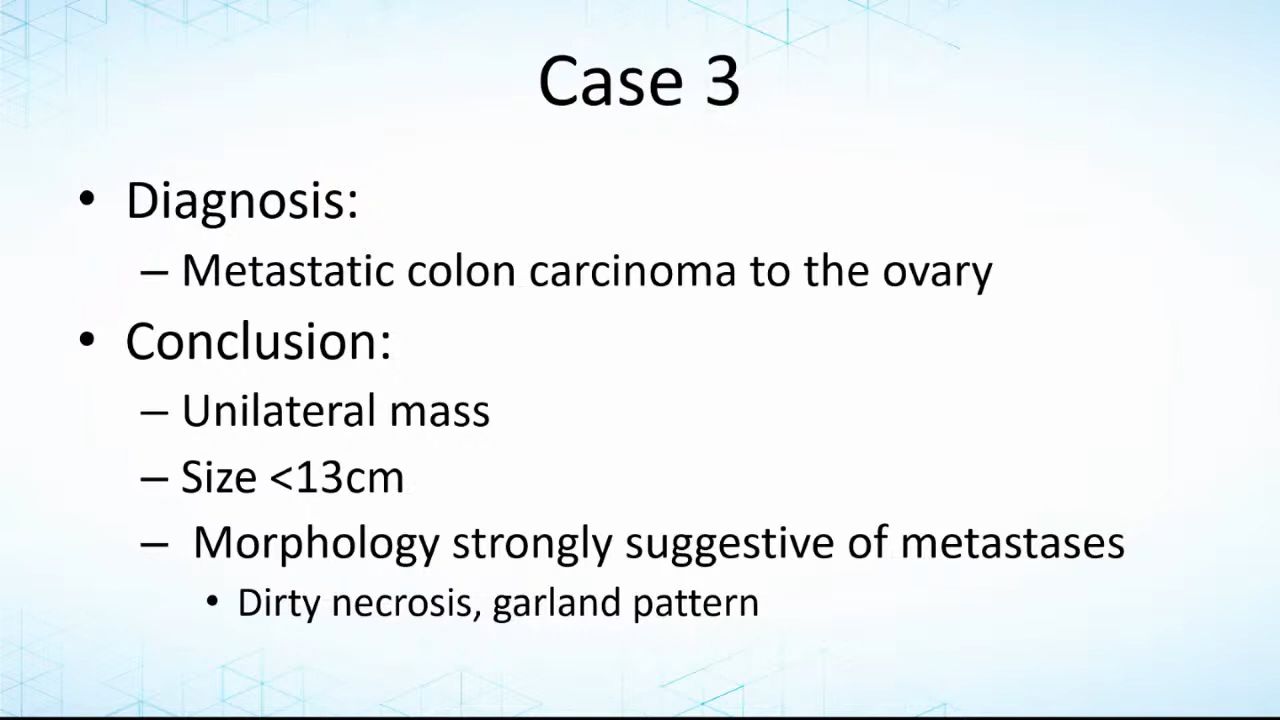 Case 3
• Diagnosis:
– Metastatic colon carcinoma to the ovary
• Conclusion:
– Unilateral mass
– Size <13cm
– Morphology strongly suggestive of metastases
• Dirty necrosis, garland pattern